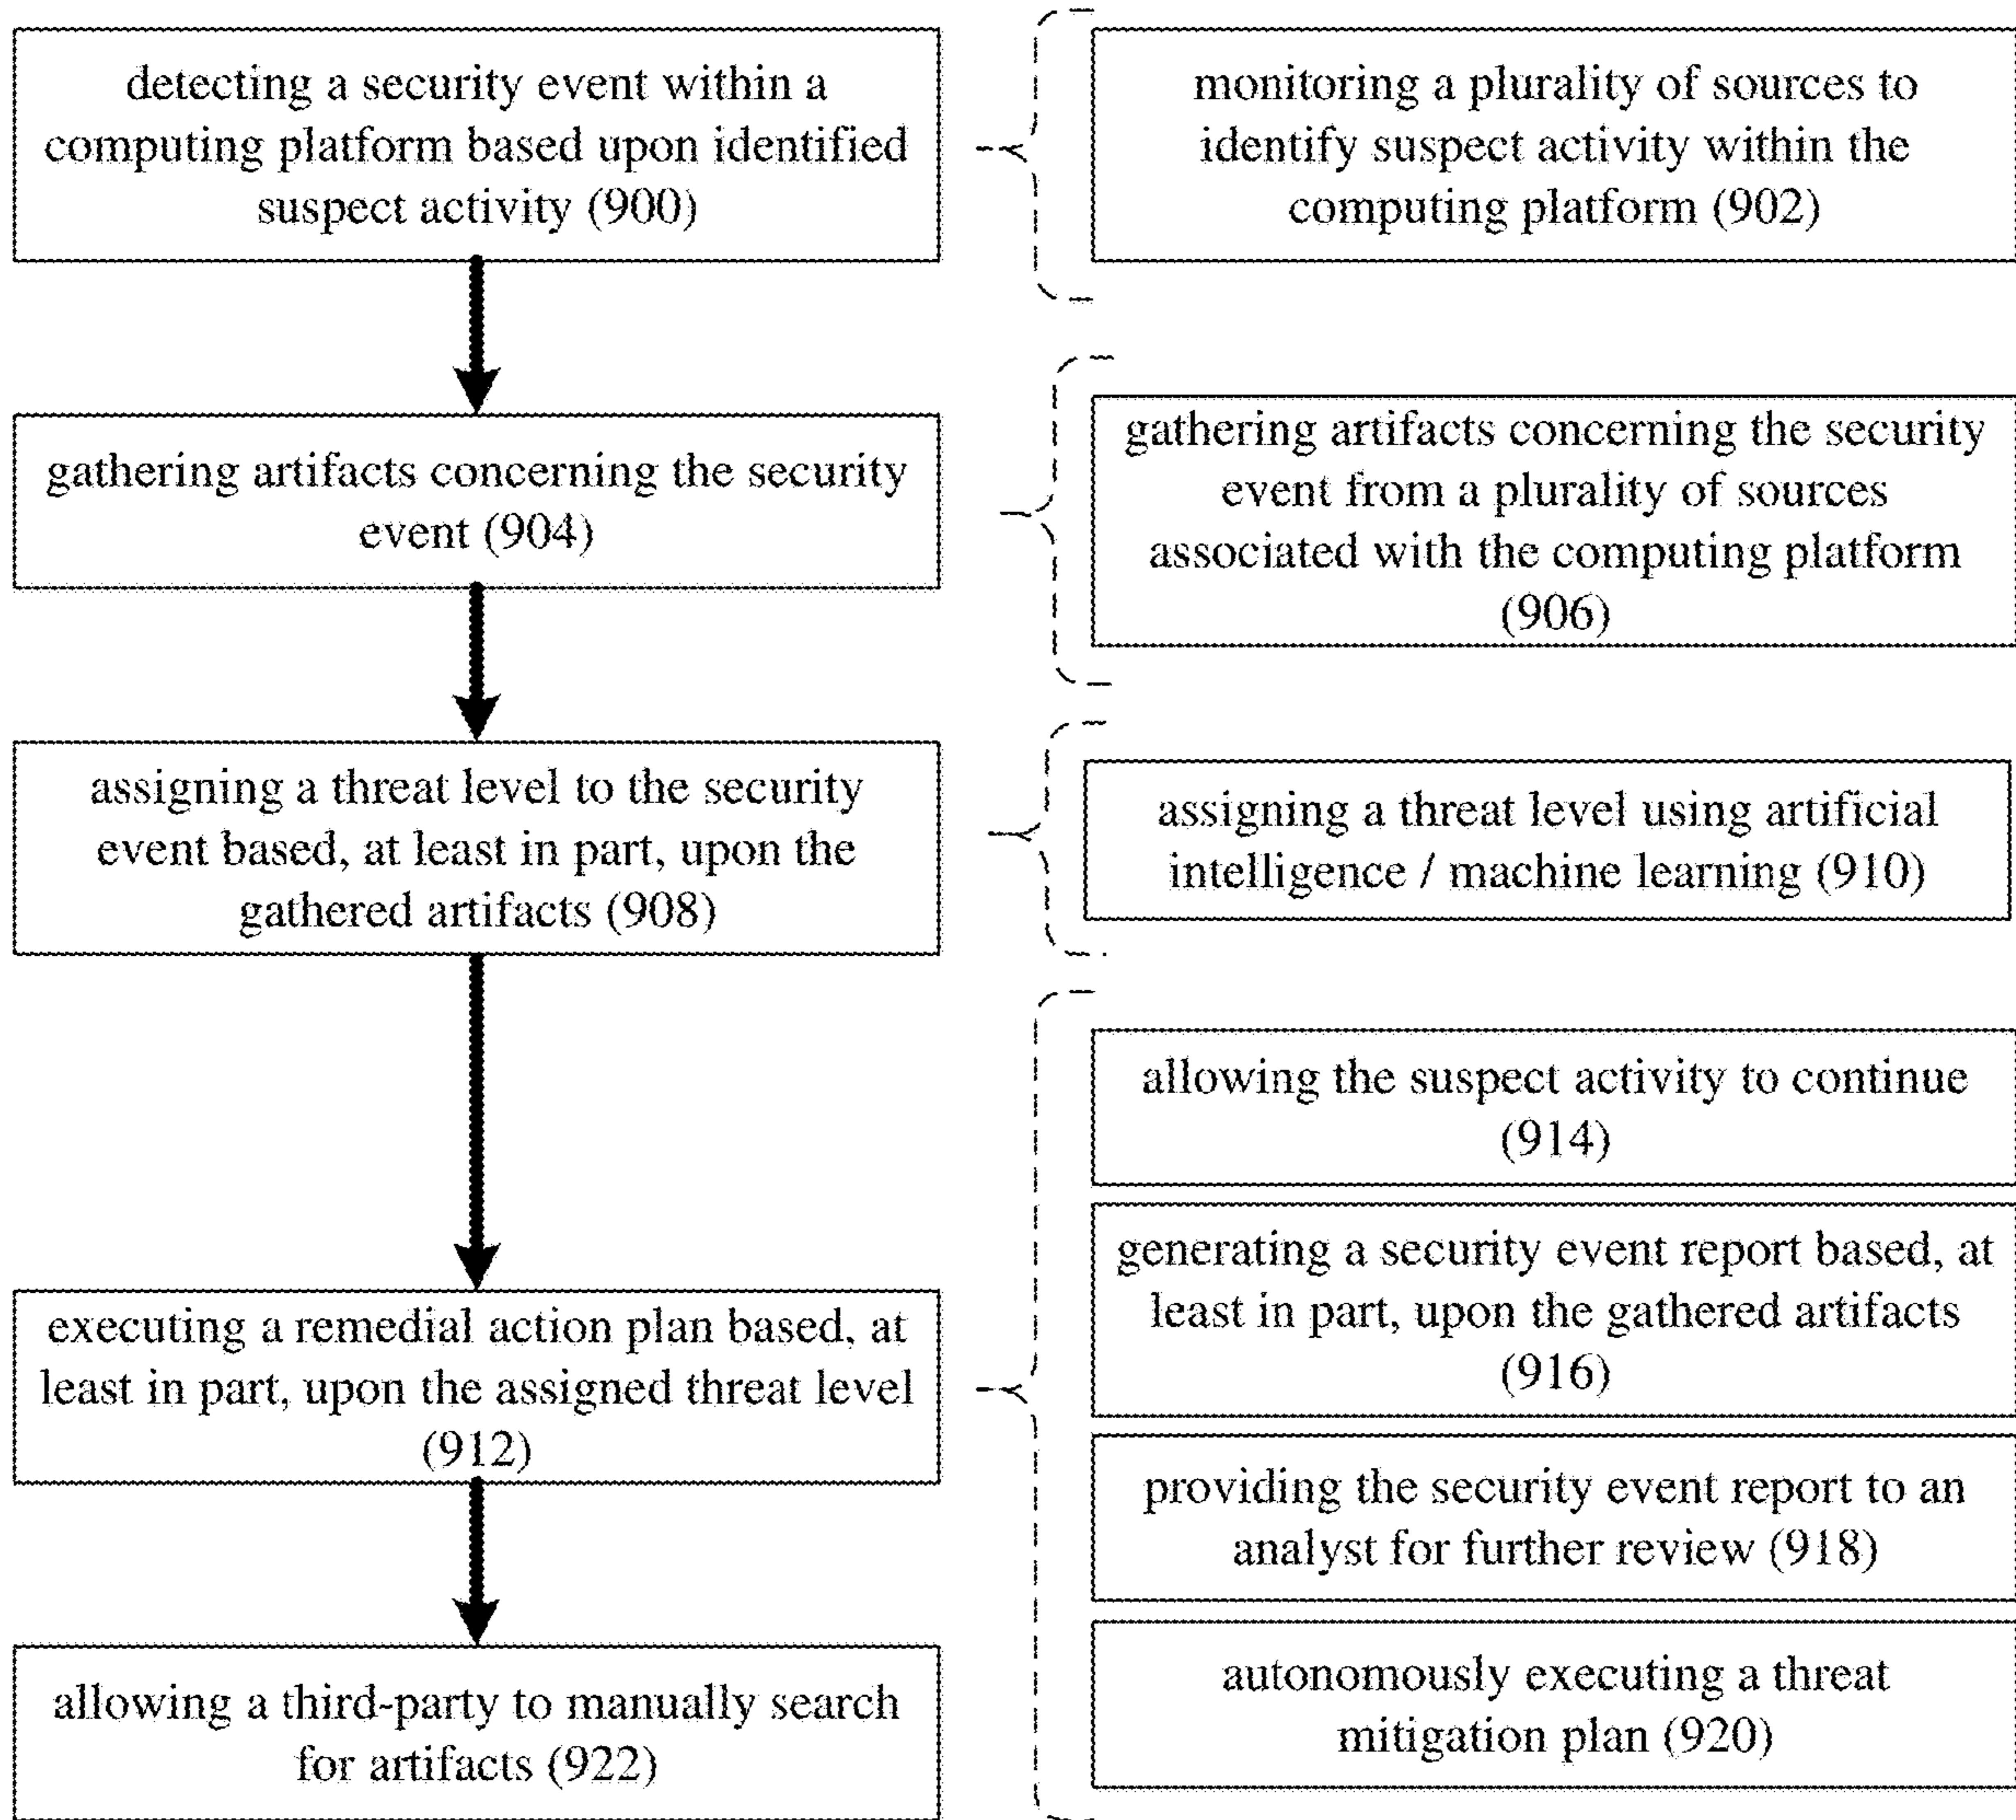 detecting a security event within a
computing platform based upon identified
suspect activity (900)
monitoring a plurality of sources to
identify suspect activity within the
computing platform (902)
gathering artifacts concerning the security
event (904)
gathering artifacts concerning the security
event from a plurality of sources
associated with the computing platform
(906)
assigning a threat level to the security
event based, at least in part, upon the
gathered artifacts (908)
assigning a threat level using artificial
intelligence / machine learning (910)
executing a remedial action plan based, at
least in part, upon the assigned threat level
(912)
allowing the suspect activity to continue
(914)
generating a security event report based, at
least in part, upon the gathered artifacts
(916)
providing the security event report to an
analyst for further review (918)
autonomously executing a threat
mitigation plan (920)
allowing a third-party to manually search
for artifacts (922)